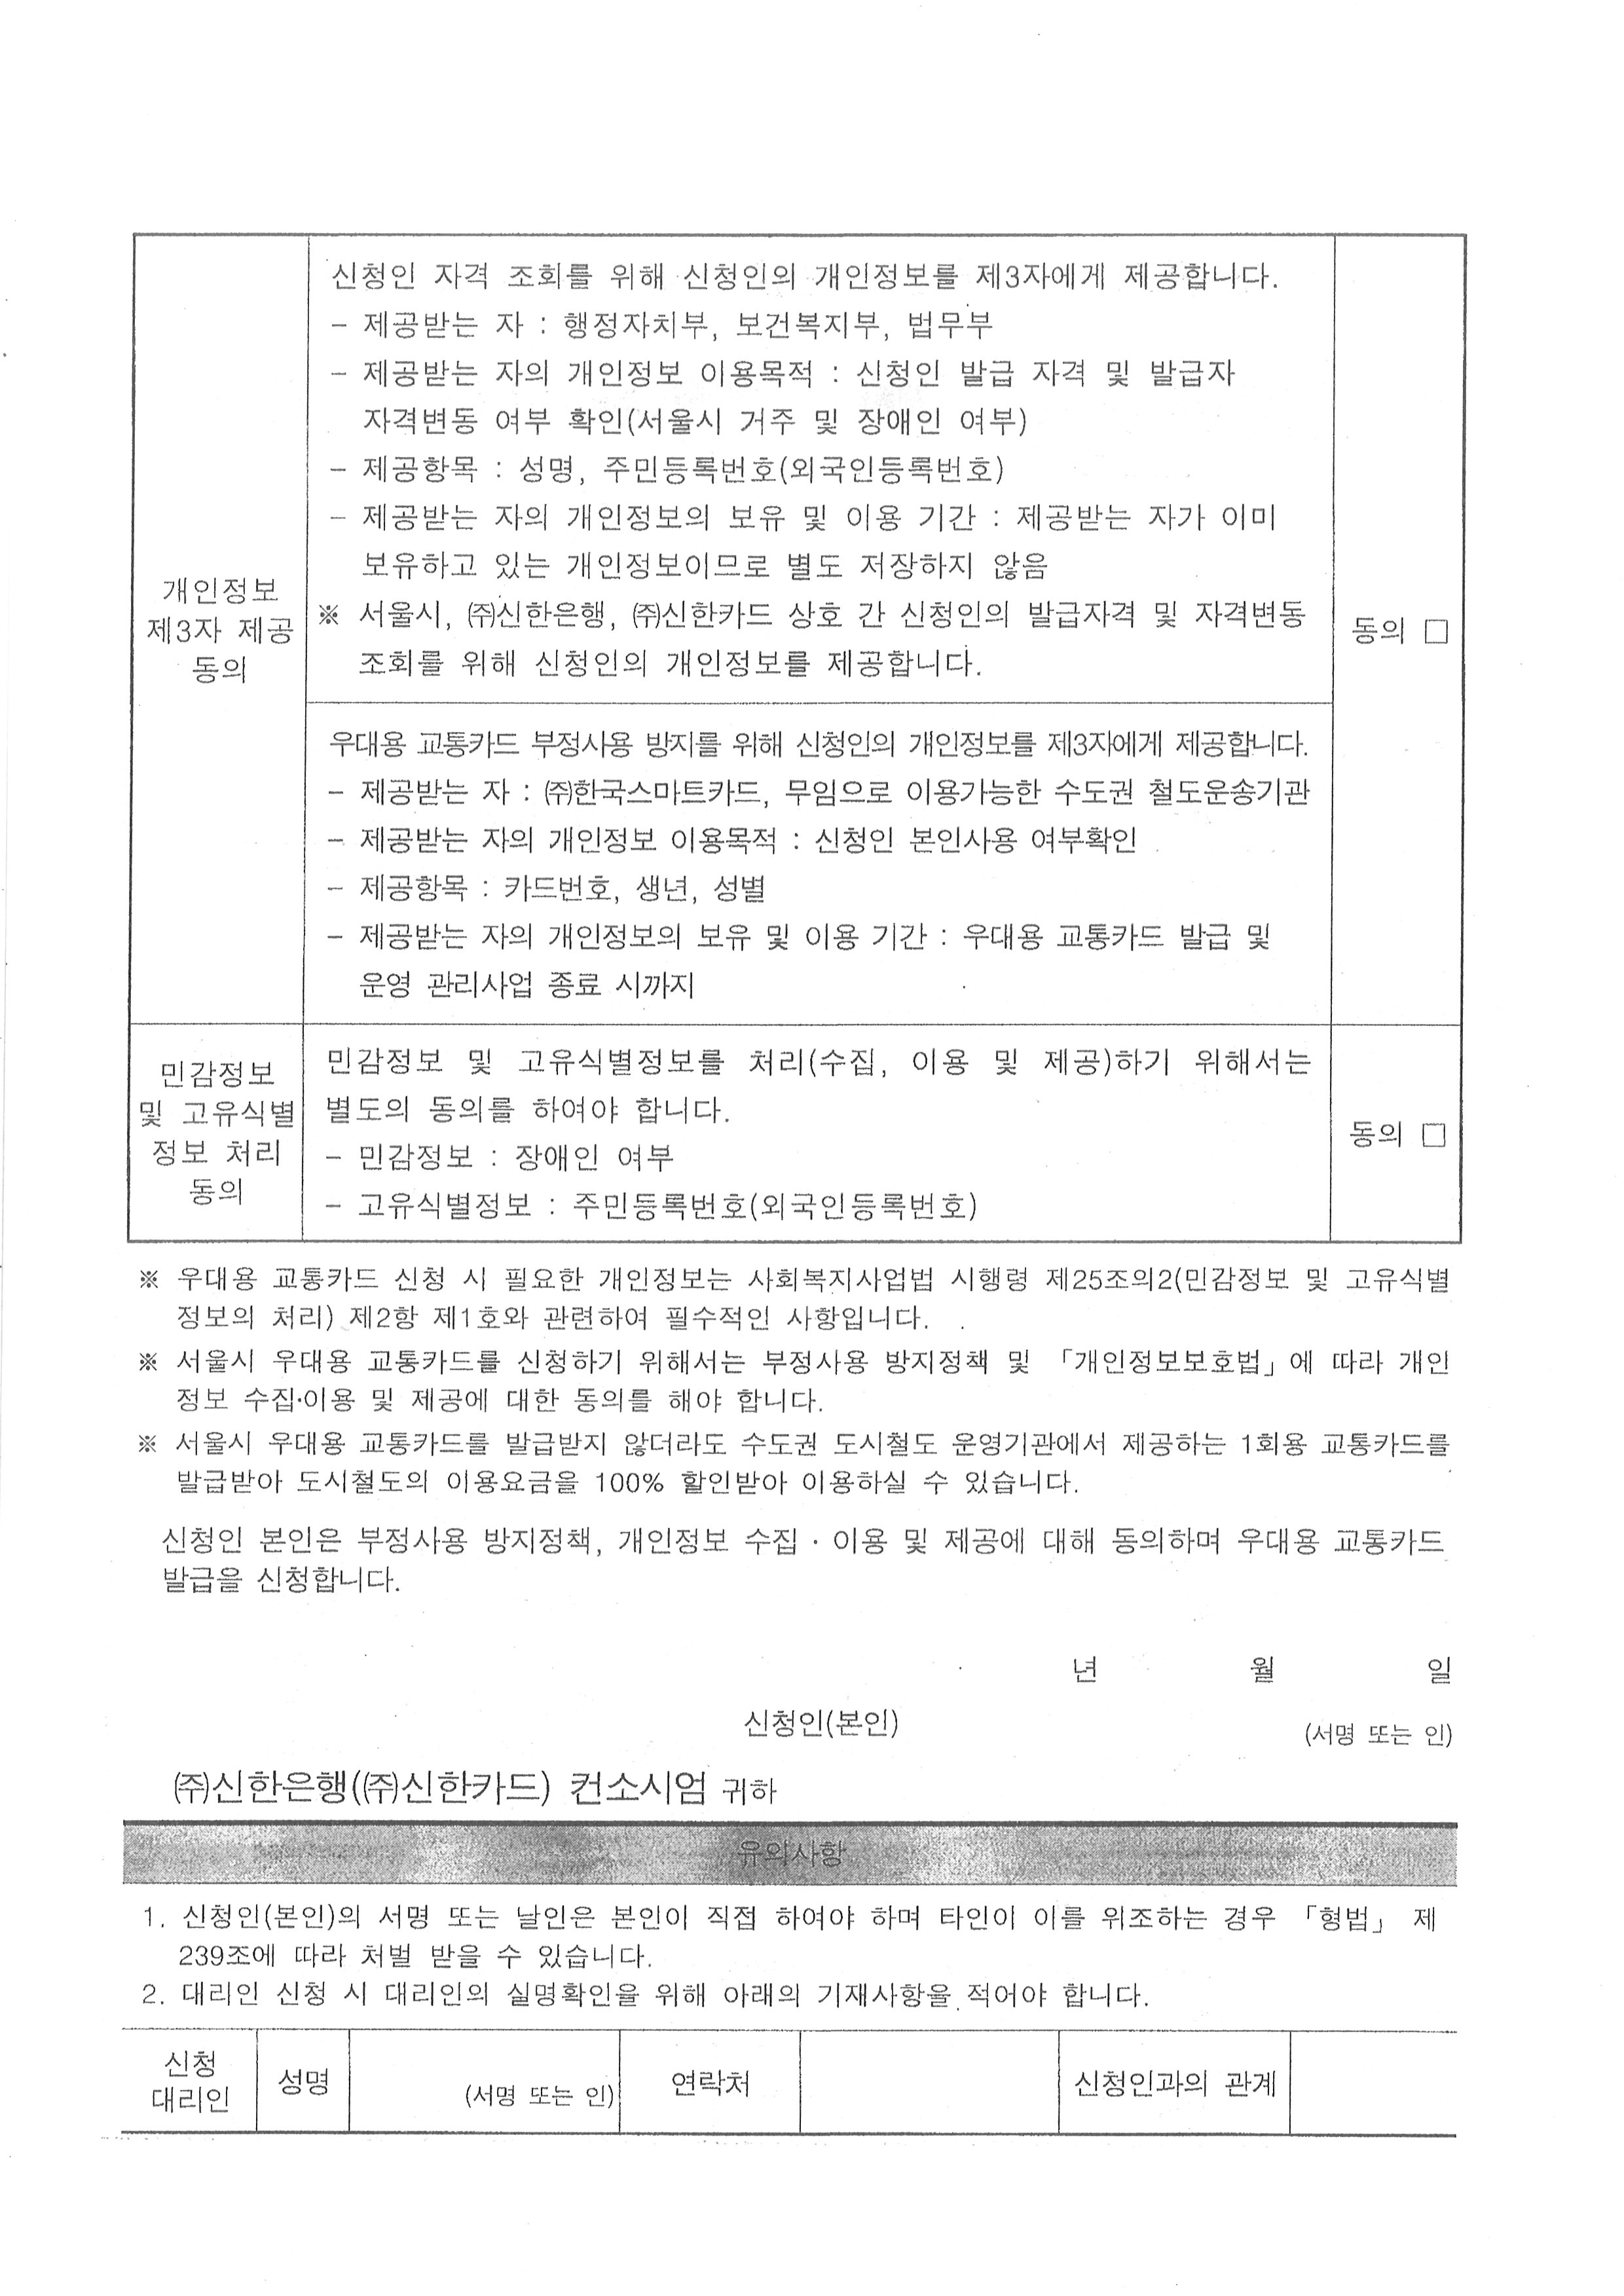 신청인 자격 조회를 위해 신청인의 개인정보를 제3자에게 제공합니다.
– 제공받는 자 : 행정자치부, 보건복지부, 법무부
– 제공받는 자의 개인정보 이용목적 : 신청인 발급 자격 및 발급자
자격변동 여부 확인(서울시 거주 및 장애인 여부)
– 제공항목 : 성명, 주민등록번호(외국인등록번호)
– 제공받는 자의 개인정보의 보유 및 이용 기간 : 제공받는 자가 이미
보유하고 있는 개인정보이므로 별도 저장하지 않음
개인정보
제3자 제공
동의
※ 서울시, ㈜신한은행, ㈜신한카드 상호 간 신청인의 발급자격 및 자격변동
조회를 위해 신청인의 개인정보를 제공합니다.
동의 □
우대용 교통카드 부정사용 방지를 위해 신청인의 개인정보를 제3자에게 제공합니다.
– 제공받는 자 : ㈜한국스마트카드, 무임으로 이용가능한 수도권 철도운송기관
– 제공받는 자의 개인정보 이용목적 : 신청인 본인사용 여부확인
– 제공항목 : 카드번호, 생년, 성별
– 제공받는 자의 개인정보의 보유 및 이용 기간 : 우대용 교통카드 발급 및
운영 관리사업 종료 시까지
민감정보
및 고유식별
정보 처리
동의
민감정보 및 고유식별정보를 처리(수집, 이용 및 제공)하기 위해서는
별도의 동의를 하여야 합니다.
– 민감정보 : 장애인 여부
– 고유식별정보 : 주민등록번호(외국인등록번호)
동의 □
※ 우대용 교통카드 신청 시 필요한 개인정보는 사회복지사업법 시행령 제25조의2(민감정보 및 고유식별
정보의 처리) 제2항 제1호와 관련하여 필수적인 사항입니다.
※ 서울시 우대용 교통카드를 신청하기 위해서는 부정사용 방지정책 및 「개인정보보호법」에 따라 개인
정보 수집·이용 및 제공에 대한 동의를 해야 합니다.
※ 서울시 우대용 교통카드를 발급받지 않더라도 수도권 도시철도 운영기관에서 제공하는 1회용 교통카드를
발급받아 도시철도의 이용요금을 100% 할인받아 이용하실 수 있습니다.
신청인 본인은 부정사용 방지정책, 개인정보 수집 · 이용 및 제공에 대해 동의하며 우대용 교통카드
발급을 신청합니다.
년 월 일
신청인(본인) (서명 또는 인)
㈜신한은행(㈜신한카드) 컨소시엄 귀하
유의사항
1. 신청인(본인)의 서명 또는 날인은 본인이 직접 하여야 하며 타인이 이를 위조하는 경우 「형법」 제
239조에 따라 처벌 받을 수 있습니다.
2. 대리인 신청 시 대리인의 실명확인을 위해 아래의 기재사항을 적어야 합니다.
신청
대리인
성명 (서명 또는 인) 연락처 신청인과의 관계